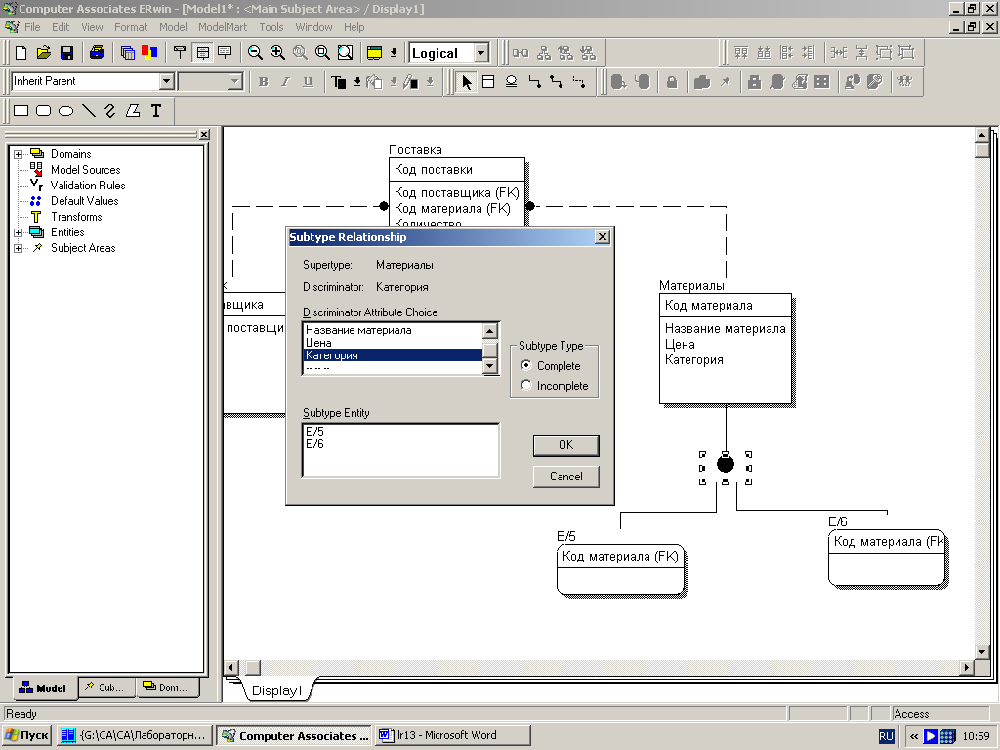 Computer Associates ERwin - [Model1* : <Main Subject Area> / Display1]
File Edit View Format Model ModelMart Tools Window Help
Logical
Inherit Parent
B I U
T
Domains
Model Sources
Validation Rules
Default Values
Transforms
Entities
Subject Areas
Поставка
Код поставки
Код поставщика (FK)
Код материала (FK)
Количество
вщика
поставщи
Материалы
Код материала
Название материала
Цена
Категория
Subtype Relationship
Supertype: Материалы
Discriminator: Категория
Discriminator Attribute Choice
Название материала
Цена
Категория
-- -- --
Subtype Type
Complete
Incomplete
Subtype Entity
E/5
E/6
OK
Cancel
E/5
Код материала (FK)
E/6
Код материала (FK
Model
Sub...
Dom...
Display1
Ready
Access
Пуск
{G:\CA\CA\Лабораторн...
Computer Associates ...
lr13 - Microsoft Word
RU
«
10:59